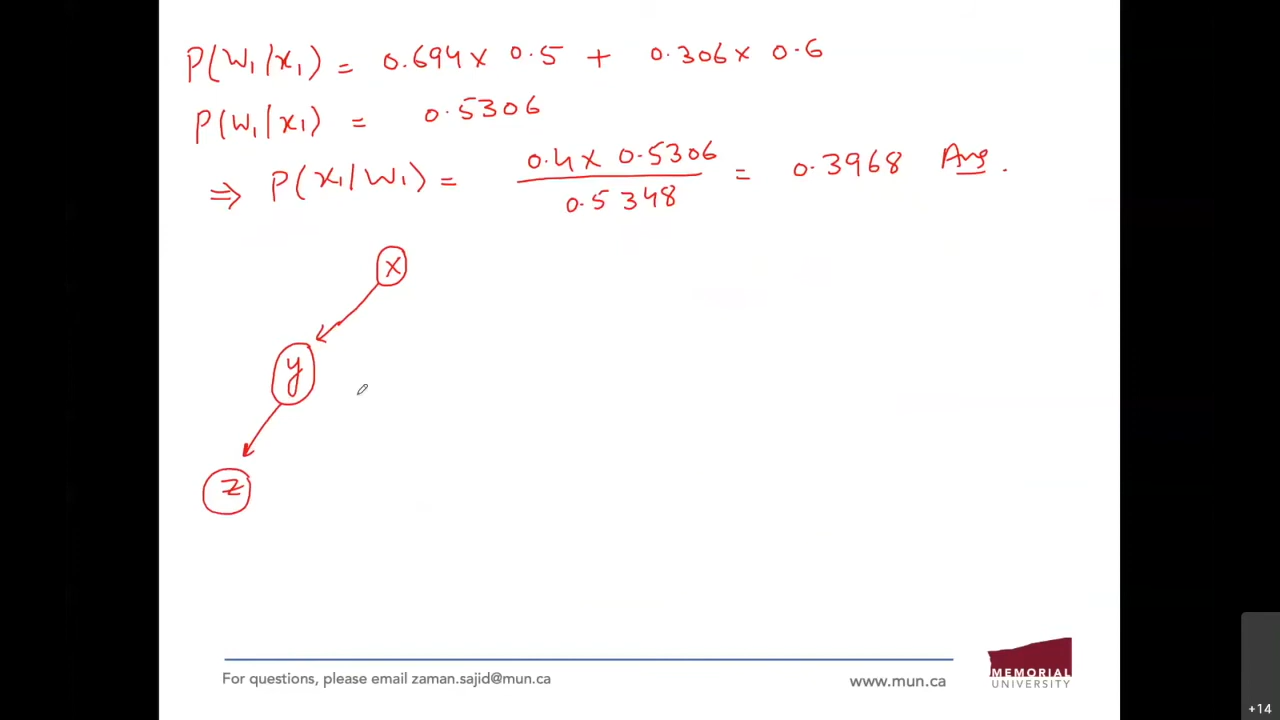 P(W₁/x₁) = 0.694 x 0.5 + 0.306 x 0.6
P(W₁/x₁) = 0.5306
⇒ P(x₁/W₁) = 0.4 x 0.5306 / 0.5348 = 0.3968 Ans.
x
y
z
For questions, please email zaman.sajid@mun.ca
www.mun.ca
MEMORIAL
UNIVERSITY
+14